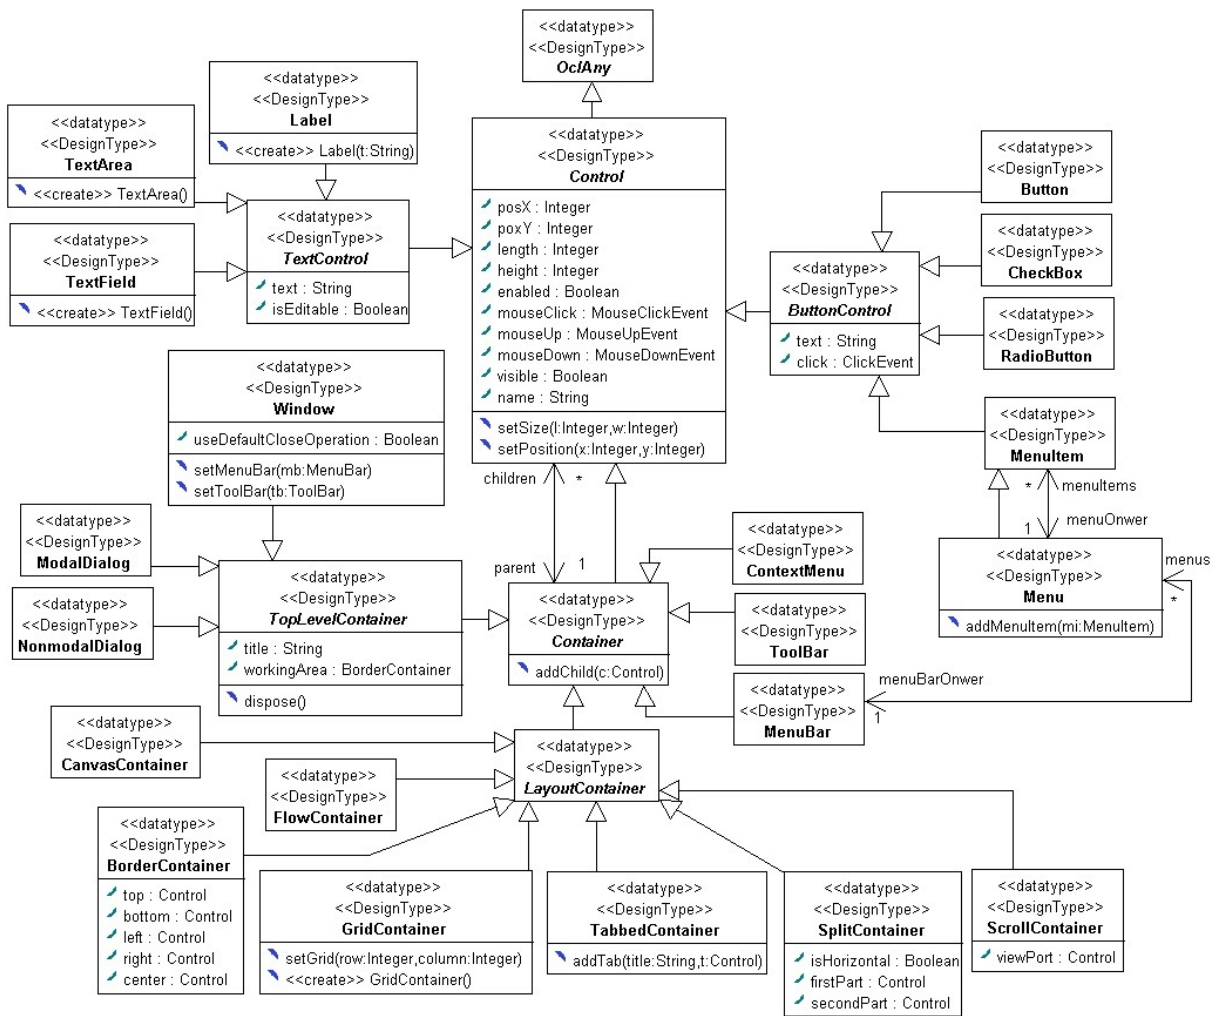 <<datatype>>
<<DesignType>>
OclAny
<<datatype>>
<<DesignType>>
Label
<<create>> Label(t:String)
<<datatype>>
<<DesignType>>
TextArea
<<create>> TextArea()
<<datatype>>
<<DesignType>>
TextField
<<create>> TextField()
<<datatype>>
<<DesignType>>
TextControl
text : String
isEditable : Boolean
<<datatype>>
<<DesignType>>
Control
posX : Integer
poxY : Integer
length : Integer
height : Integer
enabled : Boolean
mouseClick : MouseClickEvent
mouseUp : MouseUpEvent
mouseDown : MouseDownEvent
visible : Boolean
name : String
setSize(l:Integer,w:Integer)
setPosition(x:Integer,y:Integer)
<<datatype>>
<<DesignType>>
Button
<<datatype>>
<<DesignType>>
CheckBox
<<datatype>>
<<DesignType>>
RadioButton
<<datatype>>
<<DesignType>>
ButtonControl
text : String
click : ClickEvent
<<datatype>>
<<DesignType>>
MenuItem
* menuItems
1 menuOnwer
<<datatype>>
<<DesignType>>
Menu
addMenuItem(mi:MenuItem)
menus
*
menuBarOnwer
1
<<datatype>>
<<DesignType>>
Window
useDefaultCloseOperation : Boolean
setMenuBar(mb:MenuBar)
setToolBar(tb:ToolBar)
children *
parent 1
<<datatype>>
<<DesignType>>
ModalDialog
<<datatype>>
<<DesignType>>
NonmodalDialog
<<datatype>>
<<DesignType>>
TopLevelContainer
title : String
workingArea : BorderContainer
dispose()
<<datatype>>
<<DesignType>>
Container
addChild(c:Control)
<<datatype>>
<<DesignType>>
ContextMenu
<<datatype>>
<<DesignType>>
ToolBar
<<datatype>>
<<DesignType>>
MenuBar
<<datatype>>
<<DesignType>>
CanvasContainer
<<datatype>>
<<DesignType>>
FlowContainer
<<datatype>>
<<DesignType>>
LayoutContainer
<<datatype>>
<<DesignType>>
BorderContainer
top : Control
bottom : Control
left : Control
right : Control
center : Control
<<datatype>>
<<DesignType>>
GridContainer
setGrid(row:Integer,column:Integer)
<<create>> GridContainer()
<<datatype>>
<<DesignType>>
TabbedContainer
addTab(title:String,t:Control)
<<datatype>>
<<DesignType>>
SplitContainer
isHorizontal : Boolean
firstPart : Control
secondPart : Control
<<datatype>>
<<DesignType>>
ScrollContainer
viewPort : Control